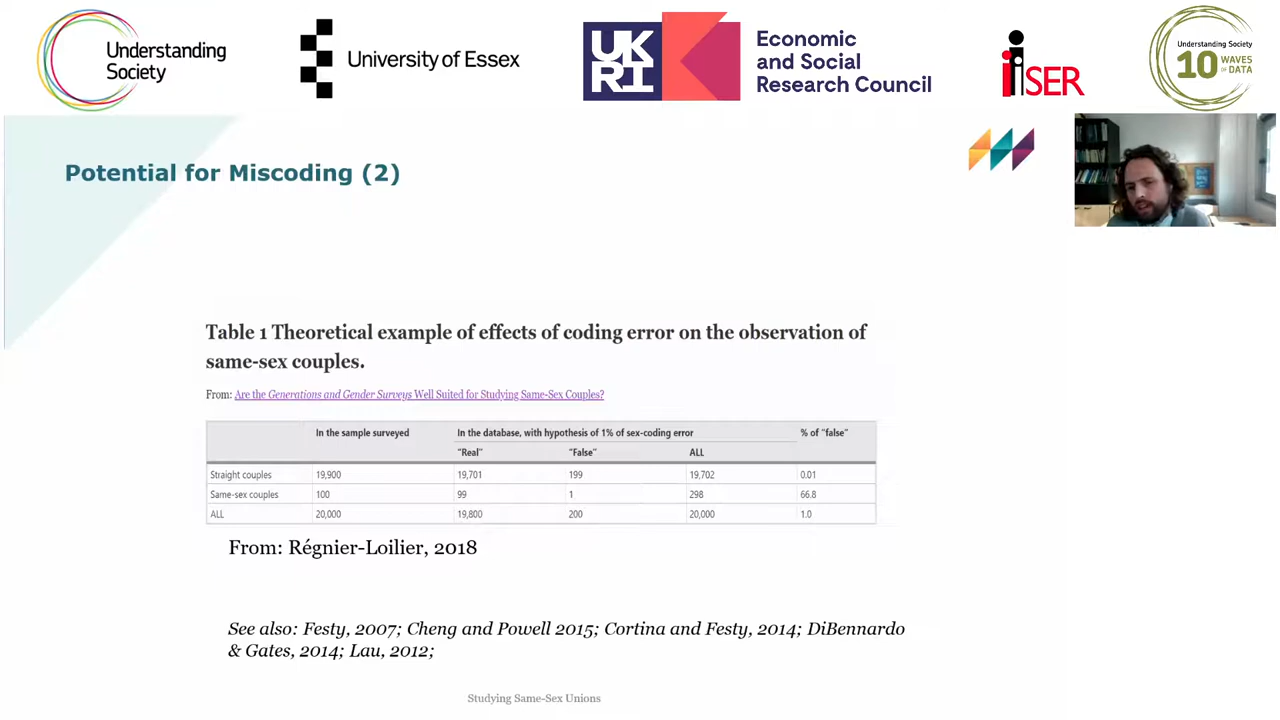 Understanding
Society
University of Essex
UK
RI
Economic
and Social
Research Council
iSER
Understanding Society
10 WAVES of DATA
Potential for Miscoding (2)
Table 1 Theoretical example of effects of coding error on the observation of
same-sex couples.
From: Are the Generations and Gender Surveys Well Suited for Studying Same-Sex Couples?
In the sample surveyed In the database, with hypothesis of 1% of sex-coding error % of "false"
"Real" "False" ALL
Straight couples 19,900 19,701 199 19,702 0.01
Same-sex couples 100 99 1 298 66.8
ALL 20,000 19,800 200 20,000 1.0
From: Régnier-Loilier, 2018
See also: Festy, 2007; Cheng and Powell 2015; Cortina and Festy, 2014; DiBennardo
& Gates, 2014; Lau, 2012;
Studying Same-Sex Unions